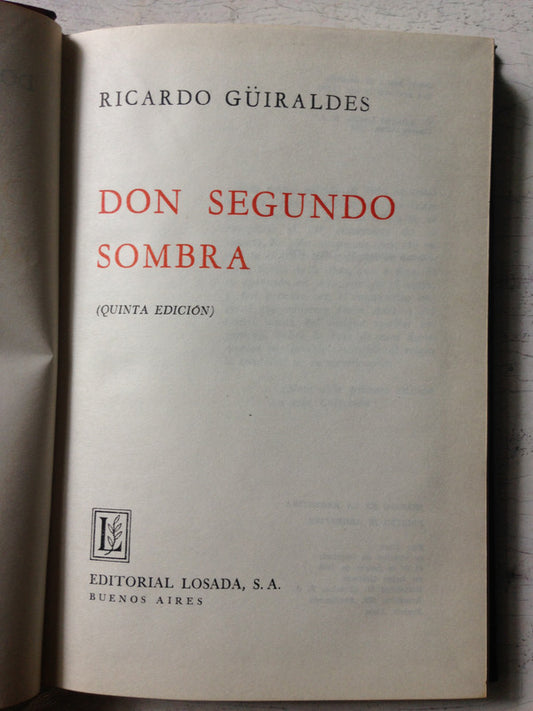 RICARDO GÜIRALDES
DON SEGUNDO
SOMBRA
(QUINTA EDICIÓN)
L
EDITORIAL LOSADA, S. A.
BUENOS AIRES